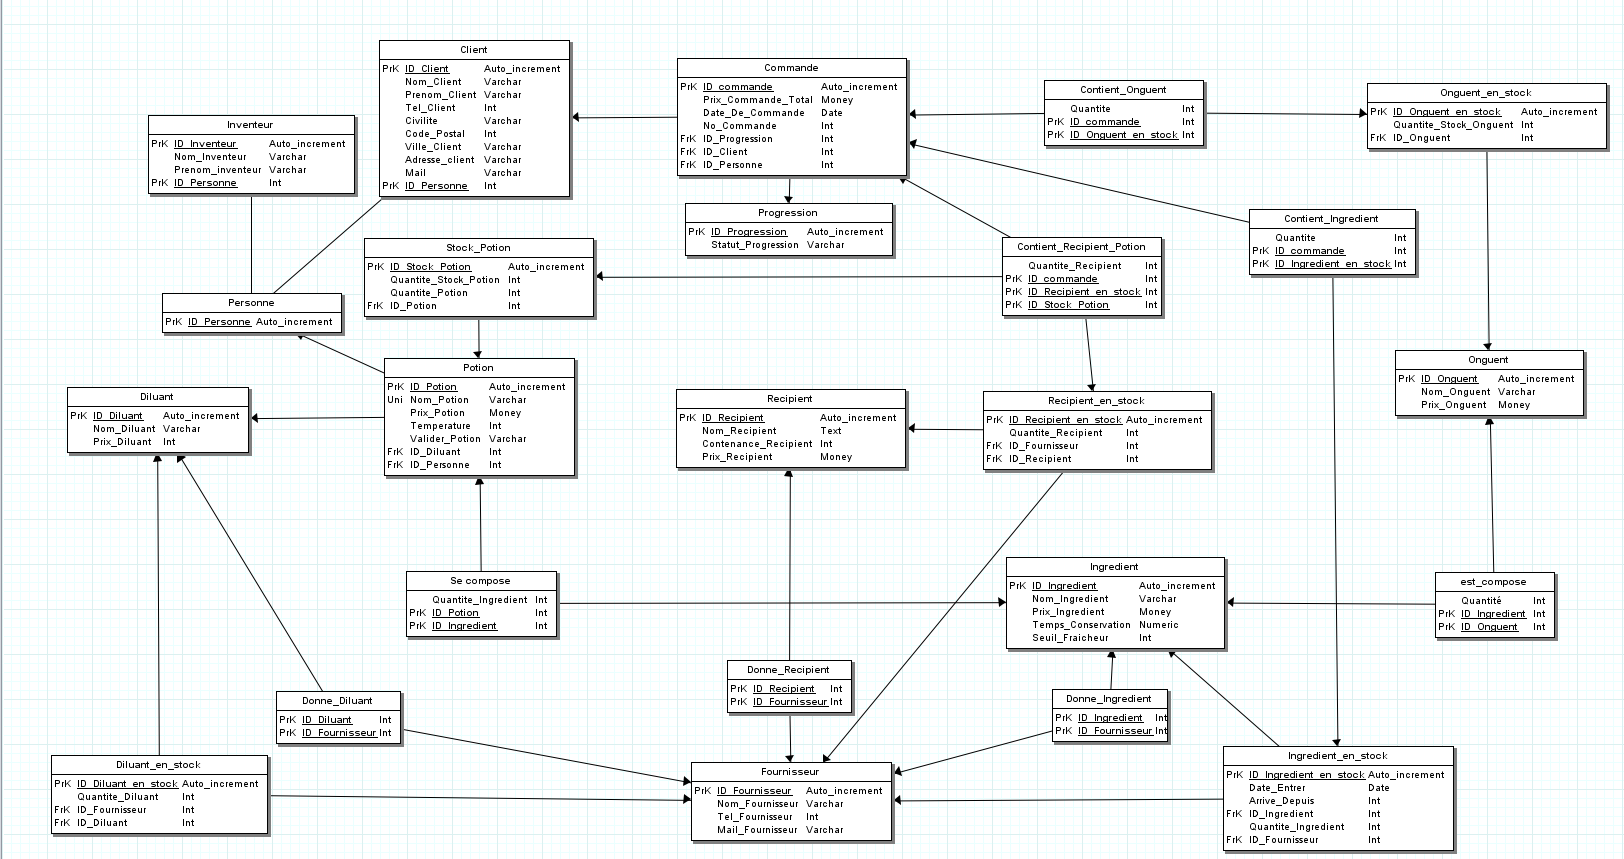 Client
PrK ID_Client Auto_increment
Nom_Client Varchar
Prenom_Client Varchar
Tel_Client Int
Civilite Varchar
Code_Postal Int
Ville_Client Varchar
Adresse_client Varchar
Mail Varchar
PrK ID_Personne Int
Commande
PrK ID_commande Auto_increment
Prix_Commande_Total Money
Date_De_Commande Date
No_Commande Int
FrK ID_Progression Int
FrK ID_Client Int
FrK ID_Personne Int
Contient_Onguent
Quantite Int
PrK ID_commande Int
PrK ID_Onguent_en_stock Int
Onguent_en_stock
PrK ID_Onguent_en_stock Auto_increment
Quantite_Stock_Onguent Int
FrK ID_Onguent Int
Inventeur
PrK ID_Inventeur Auto_increment
Nom_Inventeur Varchar
Prenom_inventeur Varchar
PrK ID_Personne Int
Progression
PrK ID_Progression Auto_increment
Statut_Progression Varchar
Contient_Ingredient
Quantite Int
PrK ID_commande Int
PrK ID_Ingredient_en_stock Int
Stock_Potion
PrK ID_Stock_Potion Auto_increment
Quantite_Stock_Potion Int
Quantite_Potion Int
FrK ID_Potion Int
Contient_Recipient_Potion
Quantite_Recipient Int
PrK ID_commande Int
PrK ID_Recipient_en_stock Int
PrK ID_Stock_Potion Int
Personne
PrK ID_Personne Auto_increment
Potion
PrK ID_Potion Auto_increment
Uni Nom_Potion Varchar
Prix_Potion Money
Temperature Int
Valider_Potion Varchar
FrK ID_Diluant Int
FrK ID_Personne Int
Onguent
PrK ID_Onguent Auto_increment
Nom_Onguent Varchar
Prix_Onguent Money
Diluant
PrK ID_Diluant Auto_increment
Nom_Diluant Varchar
Prix_Diluant Int
Recipient
PrK ID_Recipient Auto_increment
Nom_Recipient Text
Contenance_Recipient Int
Prix_Recipient Money
Recipient_en_stock
PrK ID_Recipient_en_stock Auto_increment
Quantite_Recipient Int
FrK ID_Fournisseur Int
FrK ID_Recipient Int
Se compose
Quantite_Ingredient Int
PrK ID_Potion Int
PrK ID_Ingredient Int
Ingredient
PrK ID_Ingredient Auto_increment
Nom_Ingredient Varchar
Prix_Ingredient Money
Temps_Conservation Numeric
Seuil_Fraicheur Int
est_compose
Quantité Int
PrK ID_Ingredient Int
PrK ID_Onguent Int
Donne_Recipient
PrK ID_Recipient Int
PrK ID_Fournisseur Int
Donne_Diluant
PrK ID_Diluant Int
PrK ID_Fournisseur Int
Donne_Ingredient
PrK ID_Ingredient Int
PrK ID_Fournisseur Int
Diluant_en_stock
PrK ID_Diluant_en_stock Auto_increment
Quantite_Diluant Int
FrK ID_Fournisseur Int
FrK ID_Diluant Int
Fournisseur
PrK ID_Fournisseur Auto_increment
Nom_Fournisseur Varchar
Tel_Fournisseur Int
Mail_Fournisseur Varchar
Ingredient_en_stock
PrK ID_Ingredient_en_stock Auto_increment
Date_Entrer Date
Arrive_Depuis Int
FrK ID_Ingredient Int
Quantite_Ingredient Int
FrK ID_Fournisseur Int